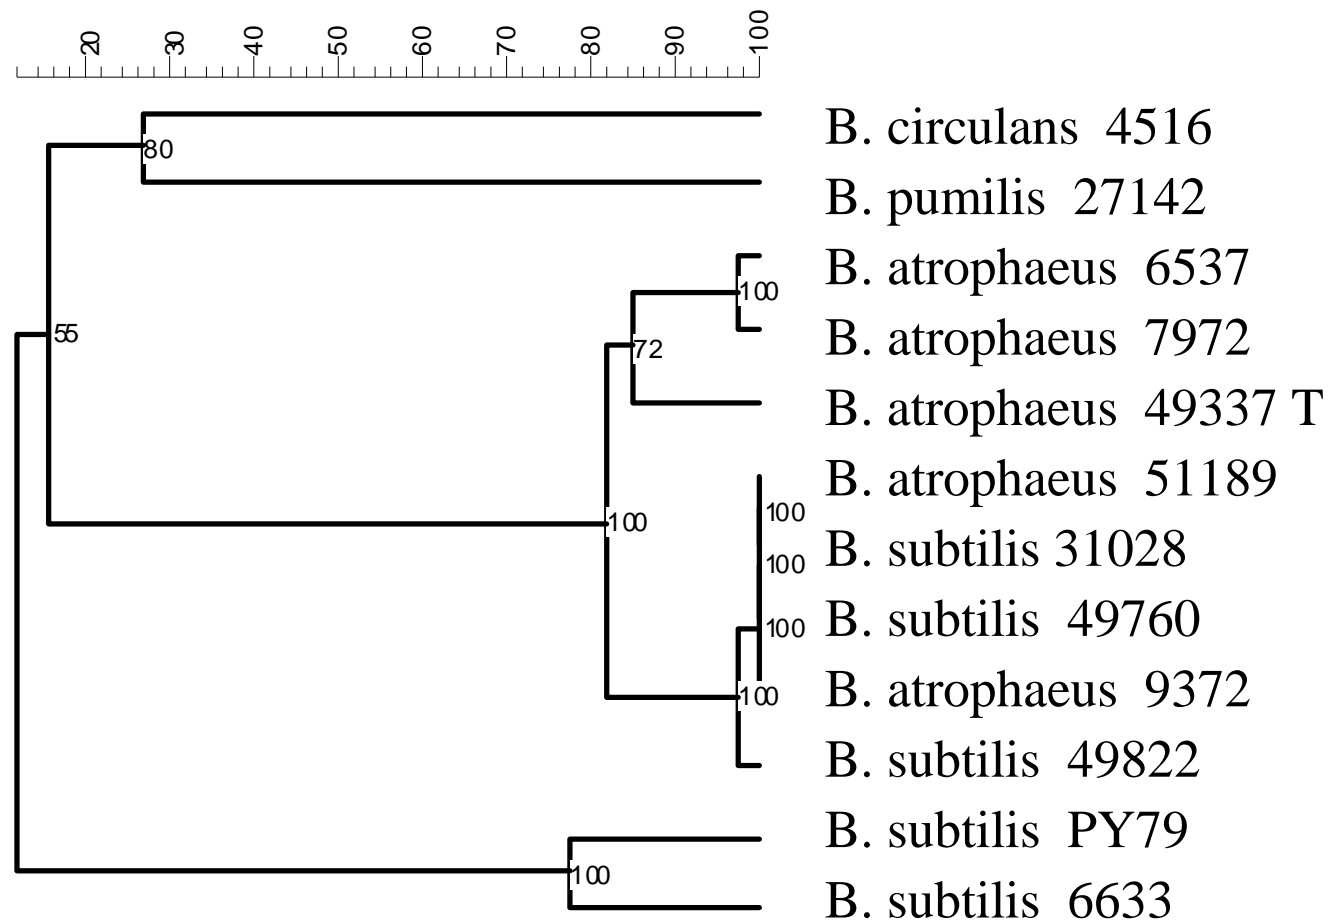 20 30 40 50 60 70 80 90 100
B. circulans 4516
80
B. pumilis 27142
B. atrophaeus 6537
100
B. atrophaeus 7972
55
72
B. atrophaeus 49337 T
B. atrophaeus 51189
100
100
B. subtilis 31028
100
B. subtilis 49760
100
B. atrophaeus 9372
100
B. subtilis 49822
B. subtilis PY79
100
B. subtilis 6633